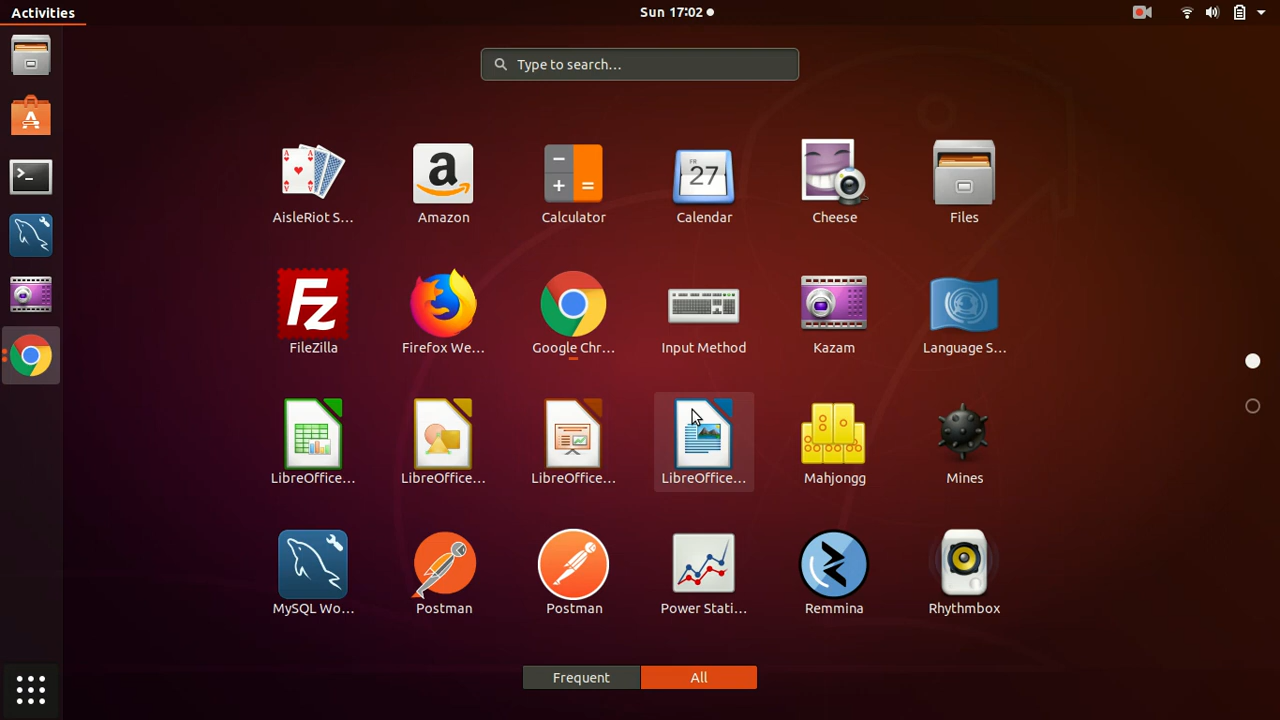 Activities
Sun 17:02
Type to search...
AisleRiot S...
Amazon
Calculator
Calendar
Cheese
Files
FileZilla
Firefox We...
Google Chr...
Input Method
Kazam
Language S...
LibreOffice...
LibreOffice...
LibreOffice...
LibreOffice...
Mahjongg
Mines
MySQL Wo...
Postman
Postman
Power Stati...
Remmina
Rhythmbox
Frequent
All